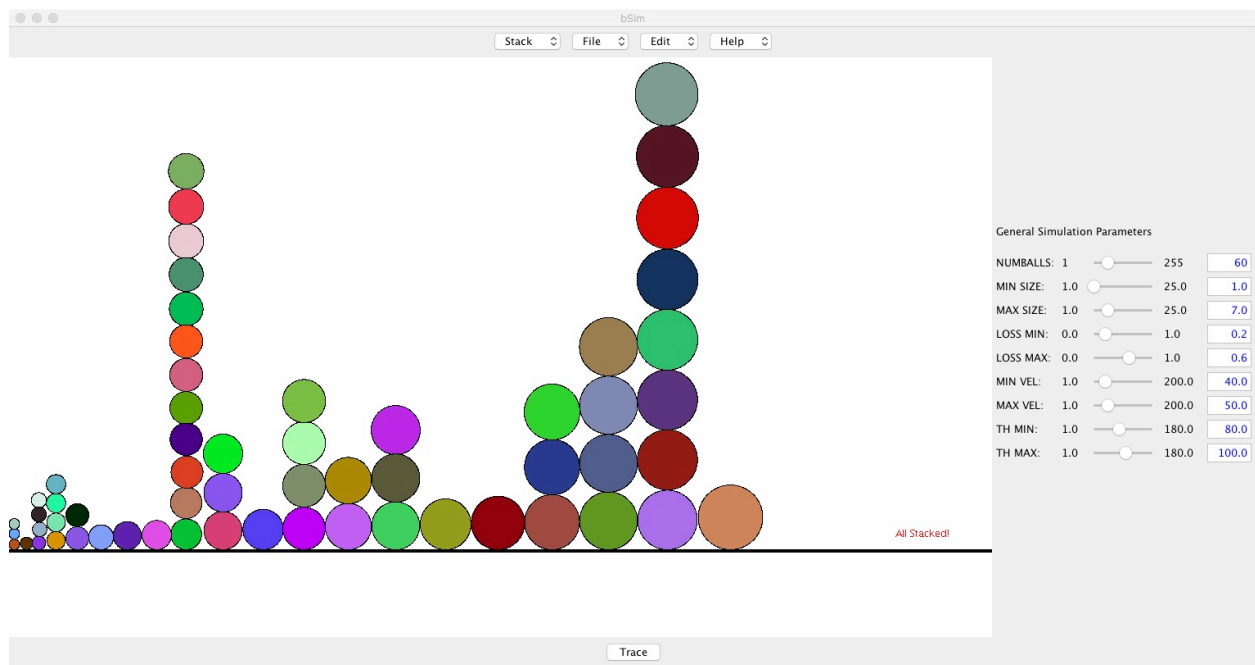 bSim
Stack File Edit Help
General Simulation Parameters
NUMBALLS: 1 255 60
MIN SIZE: 1.0 25.0 1.0
MAX SIZE: 1.0 25.0 7.0
LOSS MIN: 0.0 1.0 0.2
LOSS MAX: 0.0 1.0 0.6
MIN VEL: 1.0 200.0 40.0
MAX VEL: 1.0 200.0 50.0
TH MIN: 1.0 180.0 80.0
TH MAX: 1.0 180.0 100.0
All Stacked!
Trace